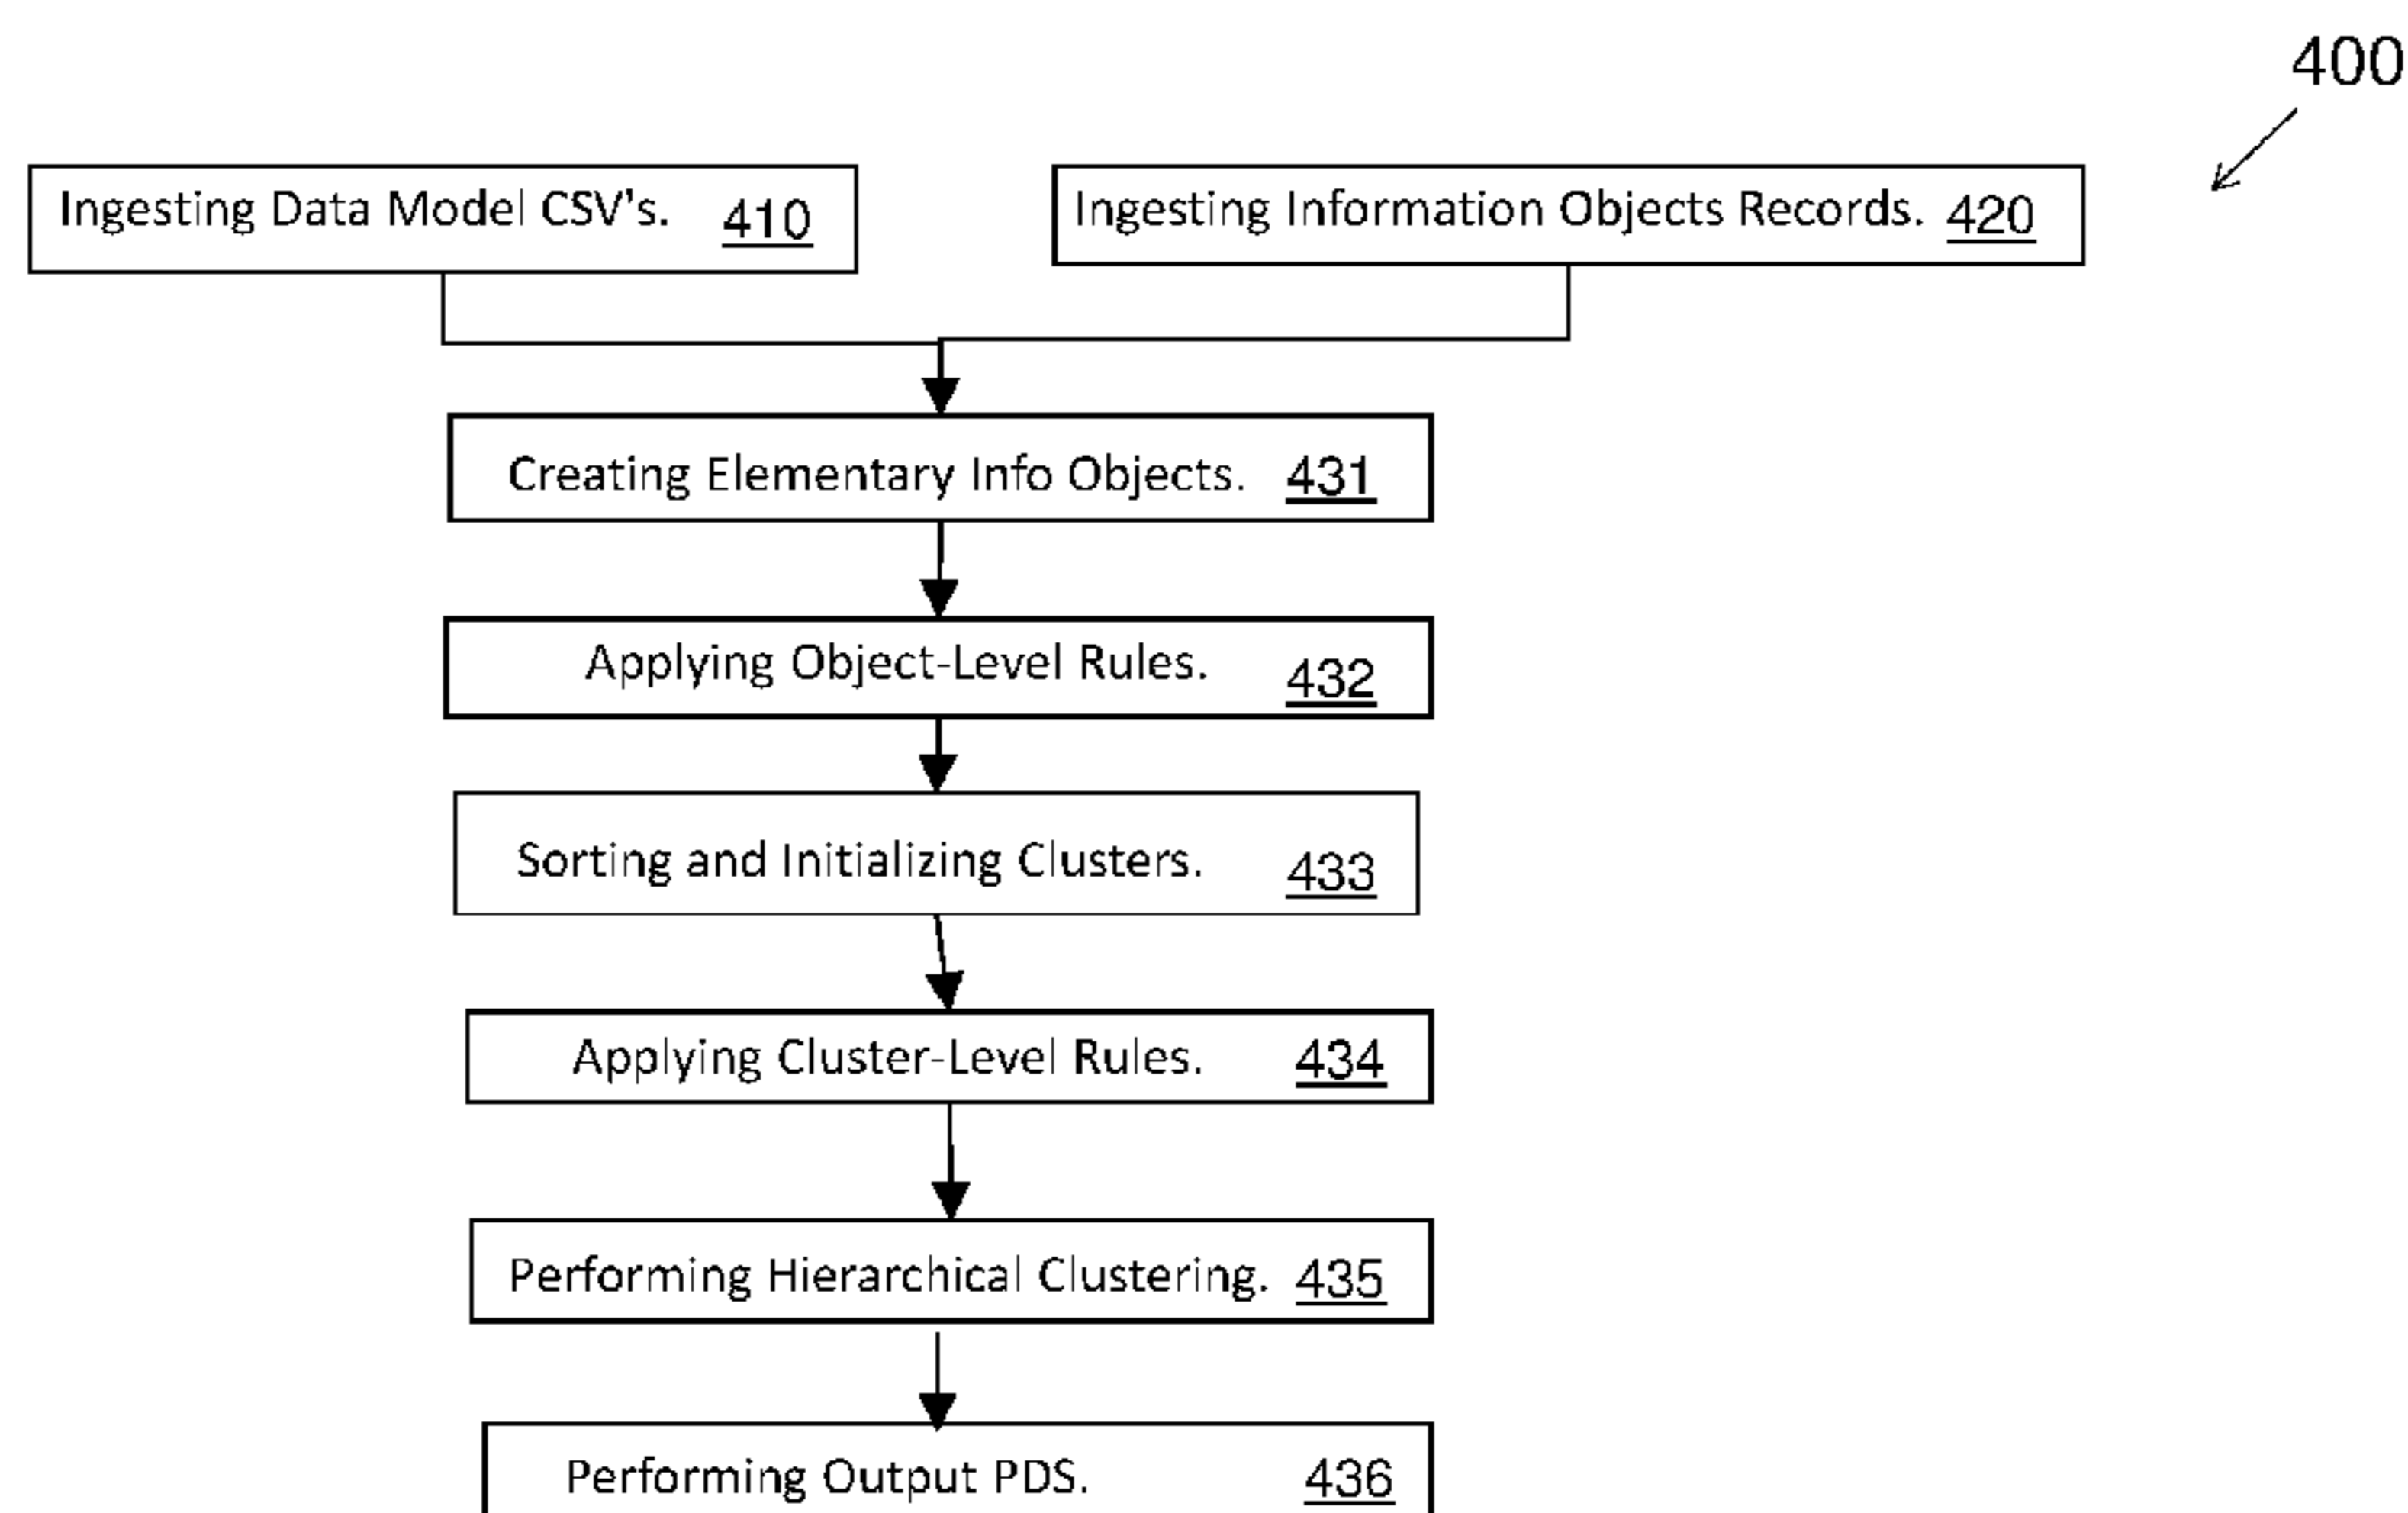 400
Ingesting Data Model CSV's. 410
Ingesting Information Objects Records. 420
Creating Elementary Info Objects. 431
Applying Object-Level Rules. 432
Sorting and Initializing Clusters. 433
Applying Cluster-Level Rules. 434
Performing Hierarchical Clustering. 435
Performing Output PDS. 436